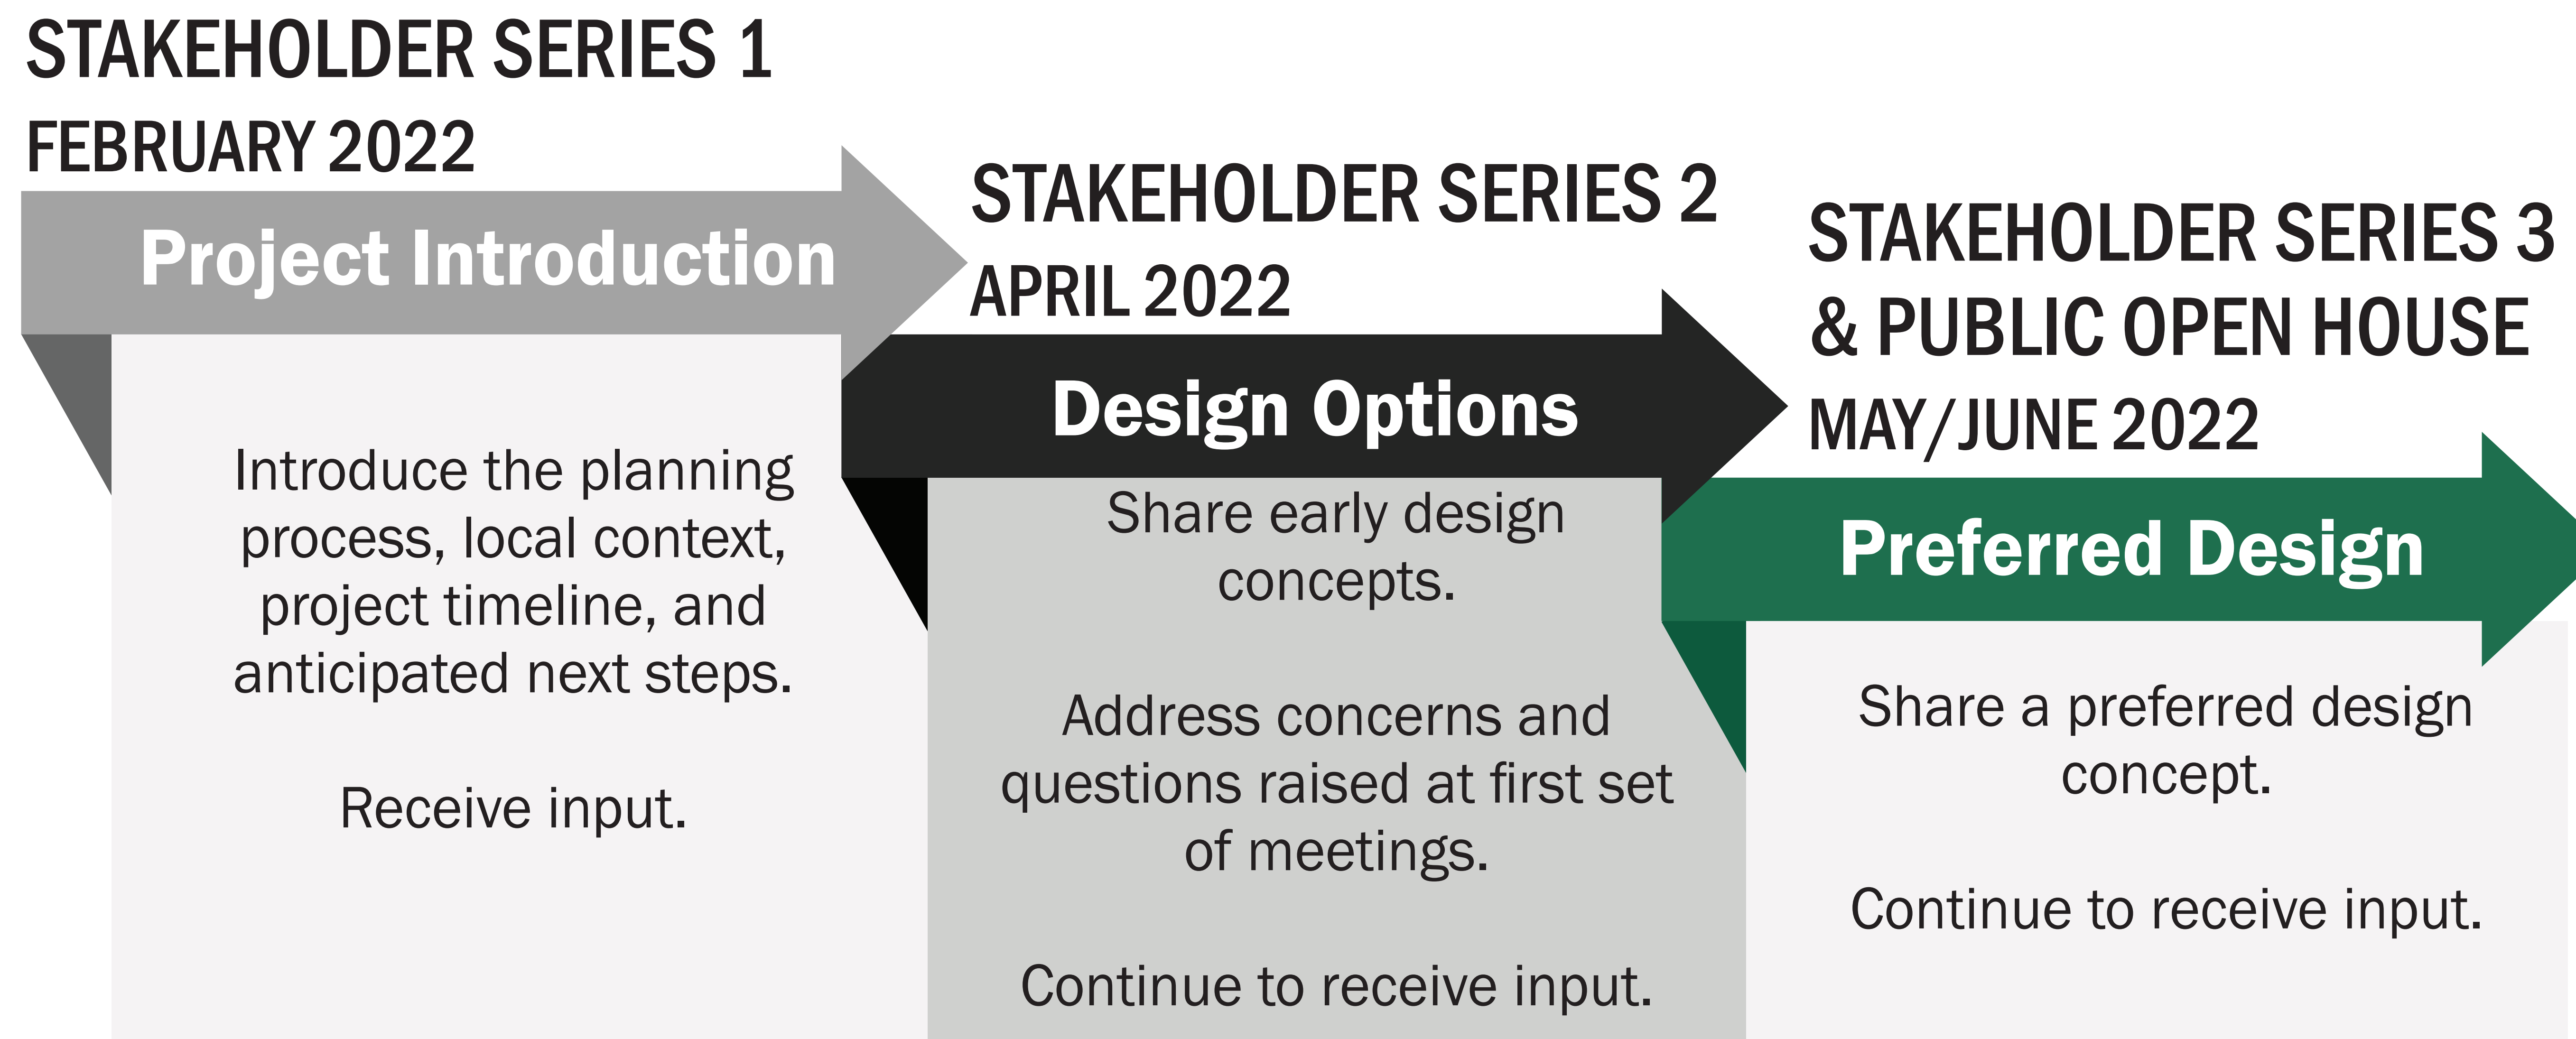 STAKEHOLDER SERIES 1
FEBRUARY 2022
Project Introduction
Introduce the planning
process, local context,
project timeline, and
anticipated next steps.
Receive input.
STAKEHOLDER SERIES 2
APRIL 2022
Design Options
Share early design
concepts.
Address concerns and
questions raised at first set
of meetings.
Continue to receive input.
STAKEHOLDER SERIES 3
& PUBLIC OPEN HOUSE
MAY/JUNE 2022
Preferred Design
Share a preferred design
concept.
Continue to receive input.